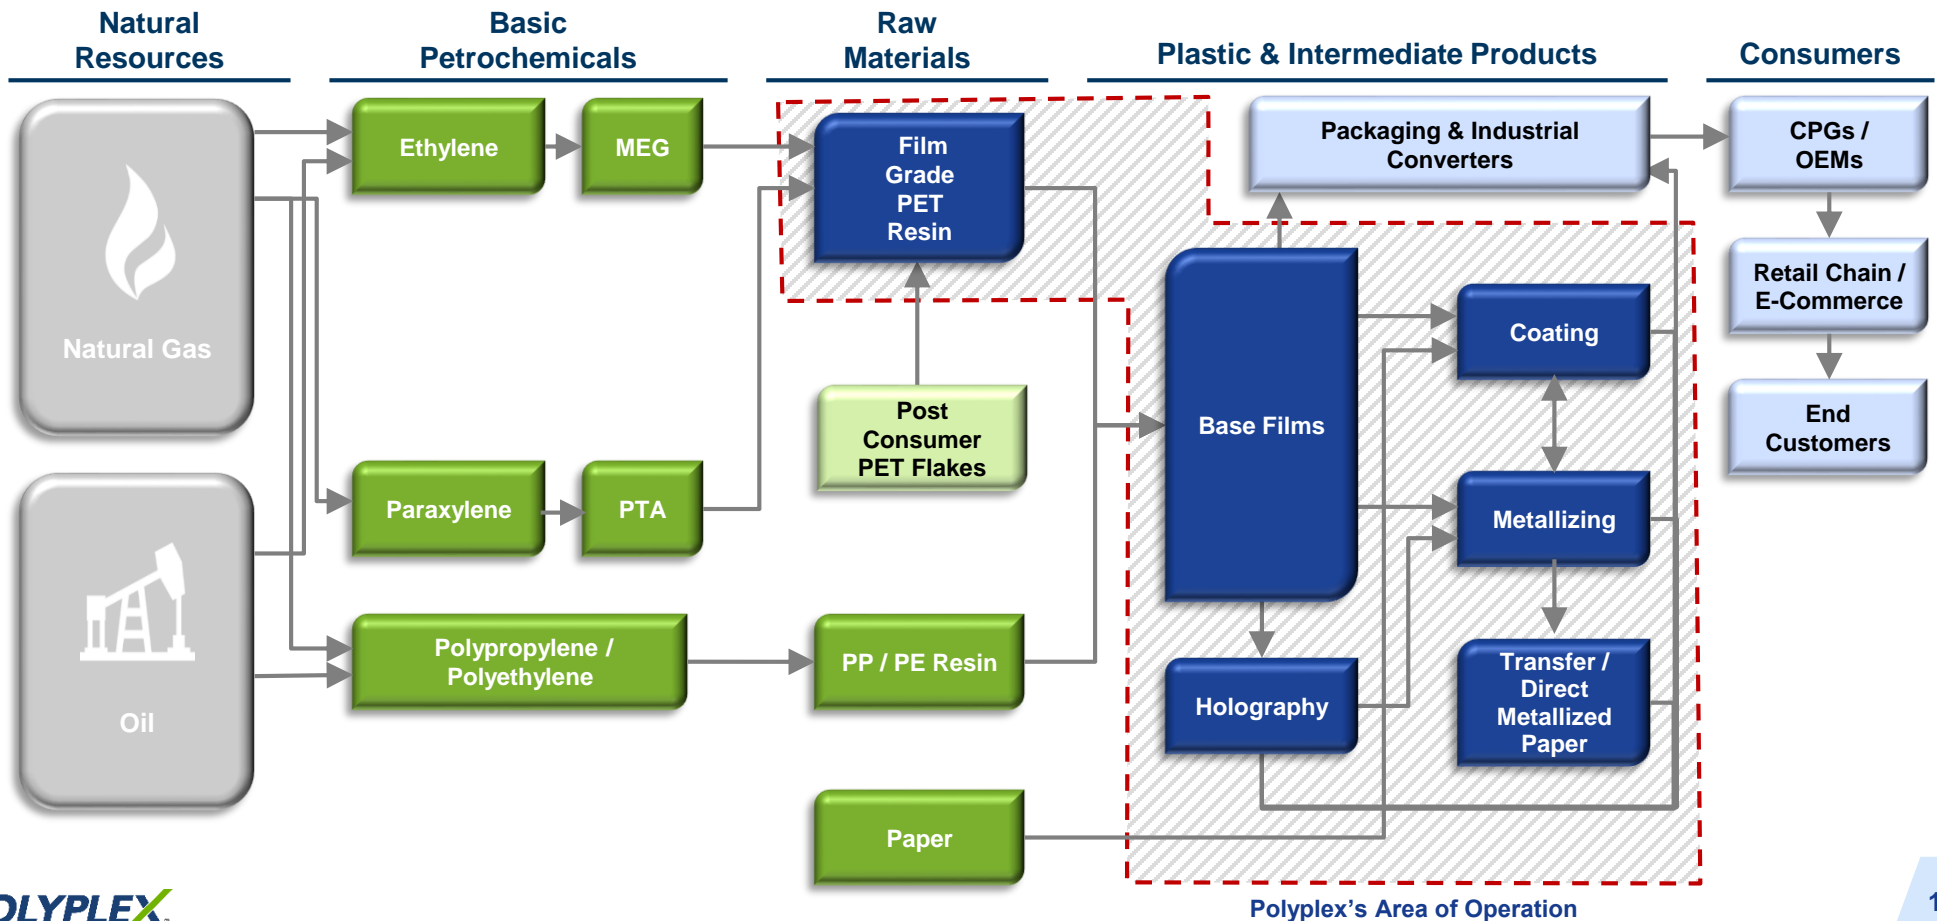 Natural
Resources
Basic
Petrochemicals
Raw
Materials
Plastic & Intermediate Products
Consumers
Natural Gas
Oil
Ethylene
MEG
Paraxylene
PTA
Polypropylene /
Polyethylene
Film
Grade
PET
Resin
Post
Consumer
PET Flakes
PP / PE Resin
Paper
Packaging & Industrial
Converters
Base Films
Coating
Metallizing
Holography
Transfer /
Direct
Metallized
Paper
CPGs /
OEMs
Retail Chain /
E-Commerce
End
Customers
Polyplex's Area of Operation
OLYPLEX
1